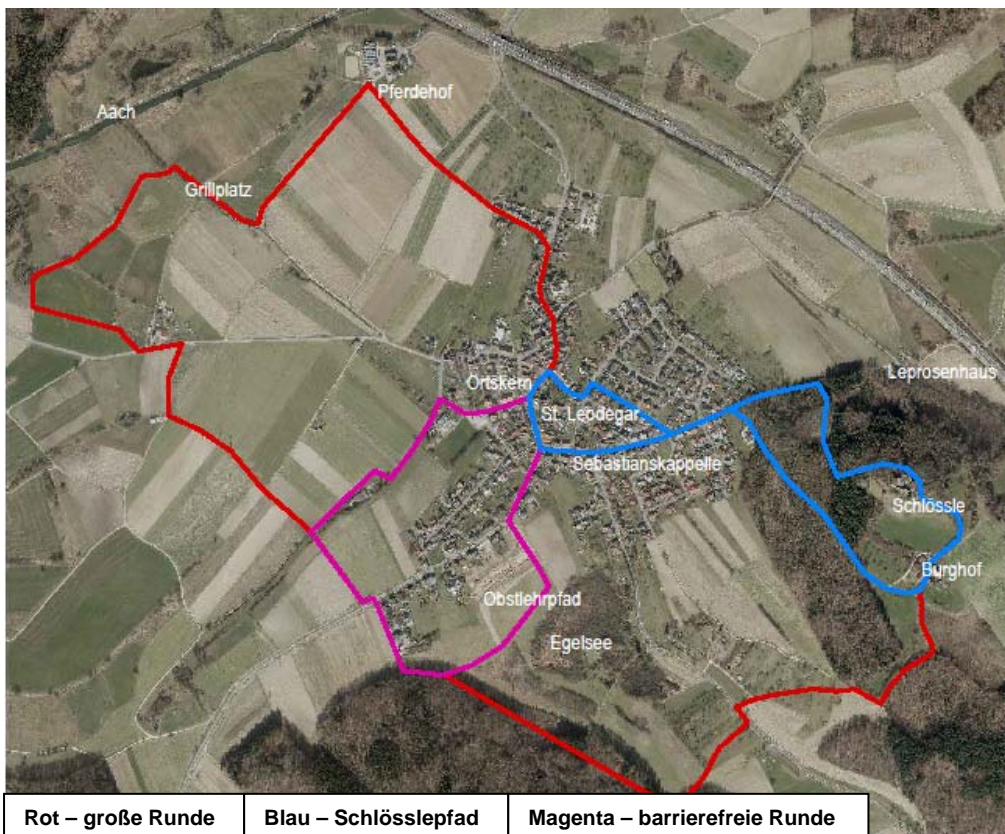 Pferdehof
Aach
Grillplatz
Leprosenhaus
Ortskern
St. Leodegar
Sebastianskappelle
Schlössle
Burghof
Obstlehrpfad
Egelsee
Rot – große Runde
Blau – Schlösslepfad
Magenta – barrierefreie Runde